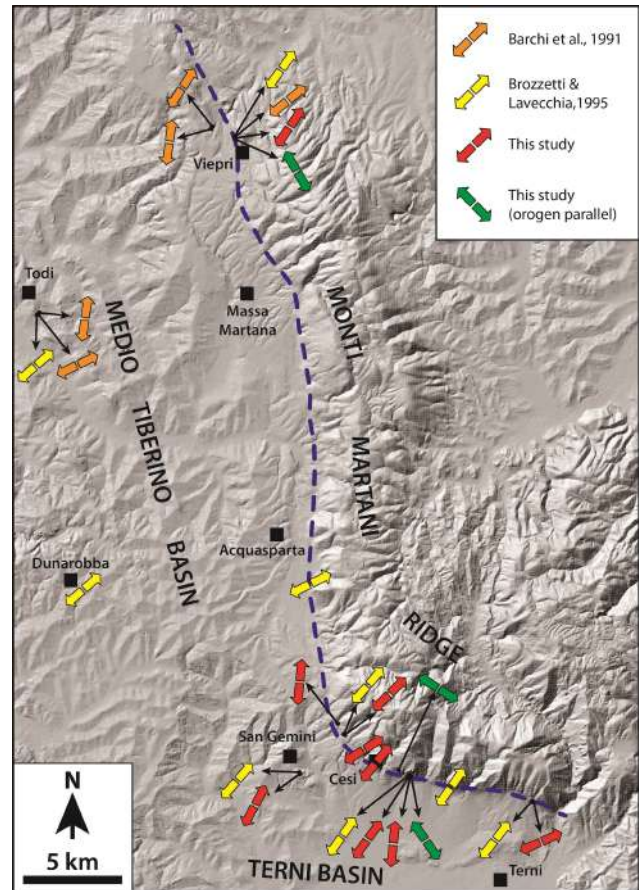 Barchi et al., 1991
Brozzetti &
Lavecchia,1995
This study
This study
(orogen parallel)
Viepri
Todi
Massa
Martana
MEDIO
TIBERINO
BASIN
MONTI
MARTANI
RIDGE
Acquasparta
Dunarobba
San Gemini
Cesi
Terni
TERNI BASIN
N
5 km